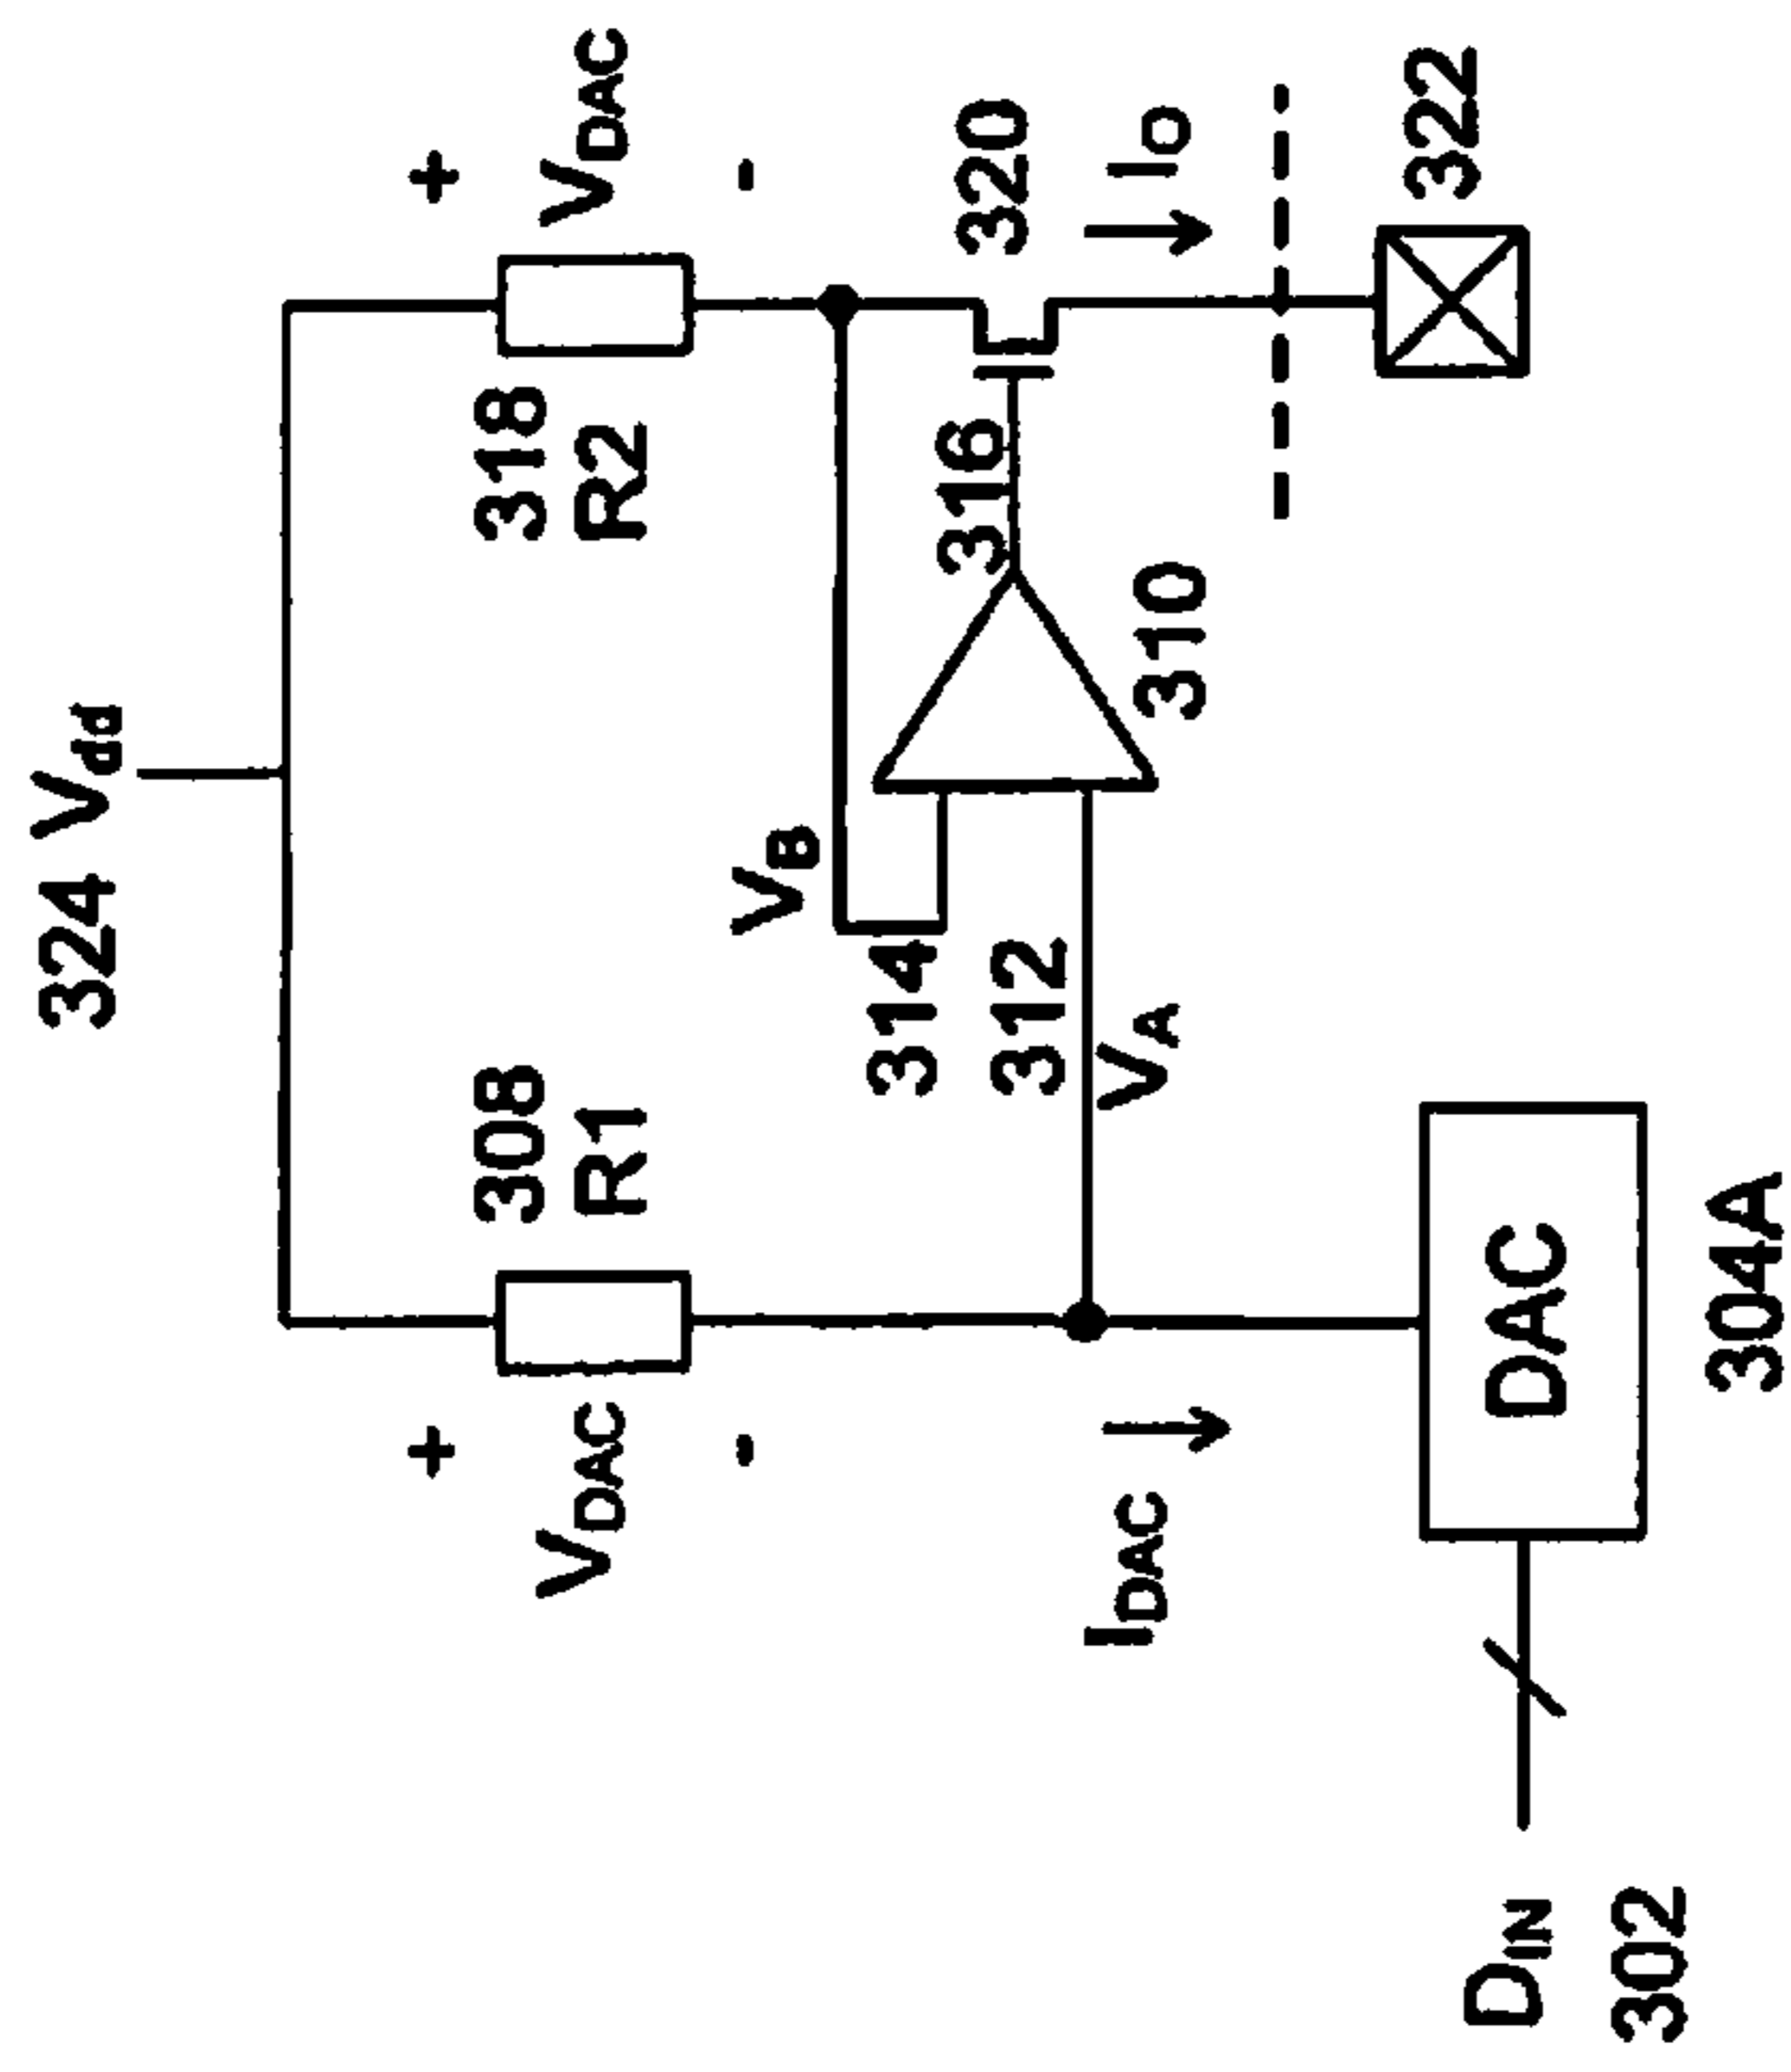 324 Vdd
+
+
308
318
VDAC
R1
R2
VDAC
-
-
VB
314
316
320
312
IDAC
VA
310
IO
322
DIN
DAC
302
304A